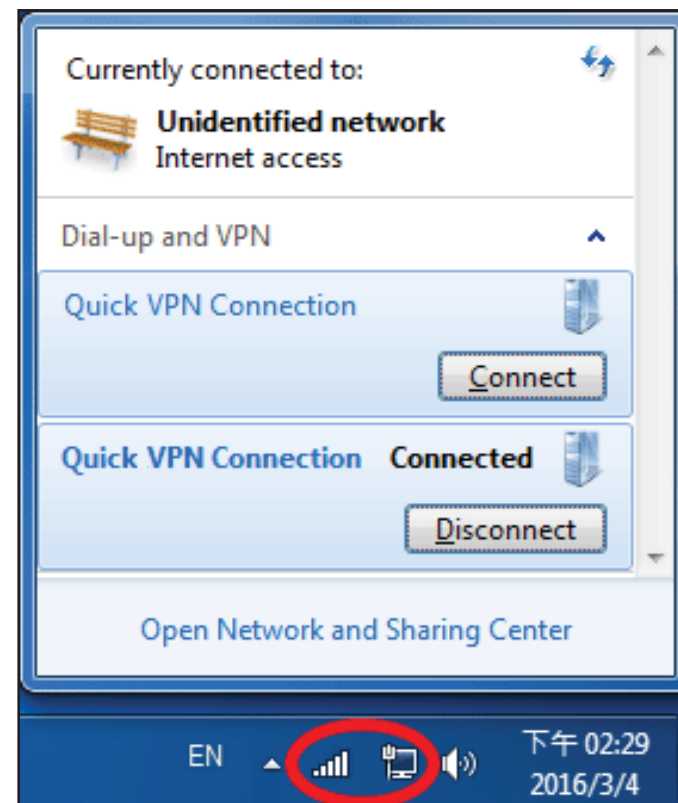 Currently connected to:
Unidentified network
Internet access
Dial-up and VPN
Quick VPN Connection
Connect
Quick VPN Connection Connected
Disconnect
Open Network and Sharing Center
EN 下午 02:29
2016/3/4